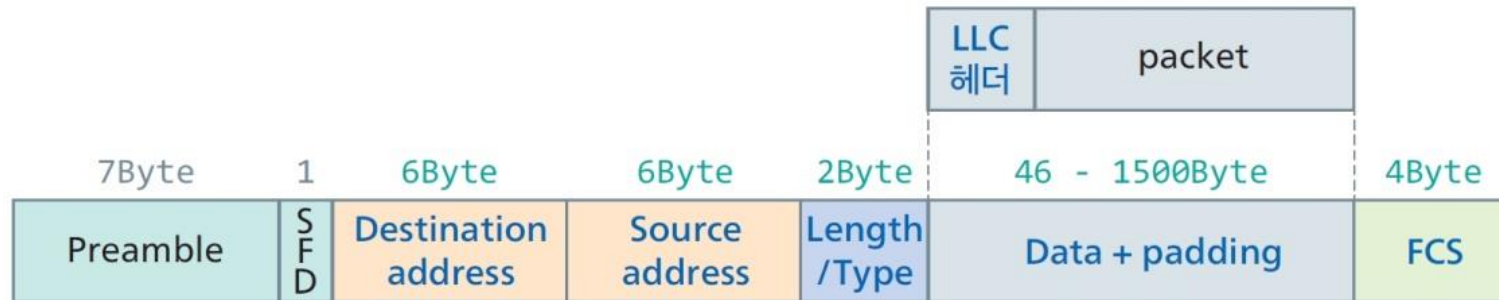 LLC
헤더
packet
7Byte 1 6Byte 6Byte 2Byte 46 - 1500Byte 4Byte
Preamble
SFD
Destination
address
Source
address
Length
/Type
Data + padding
FCS